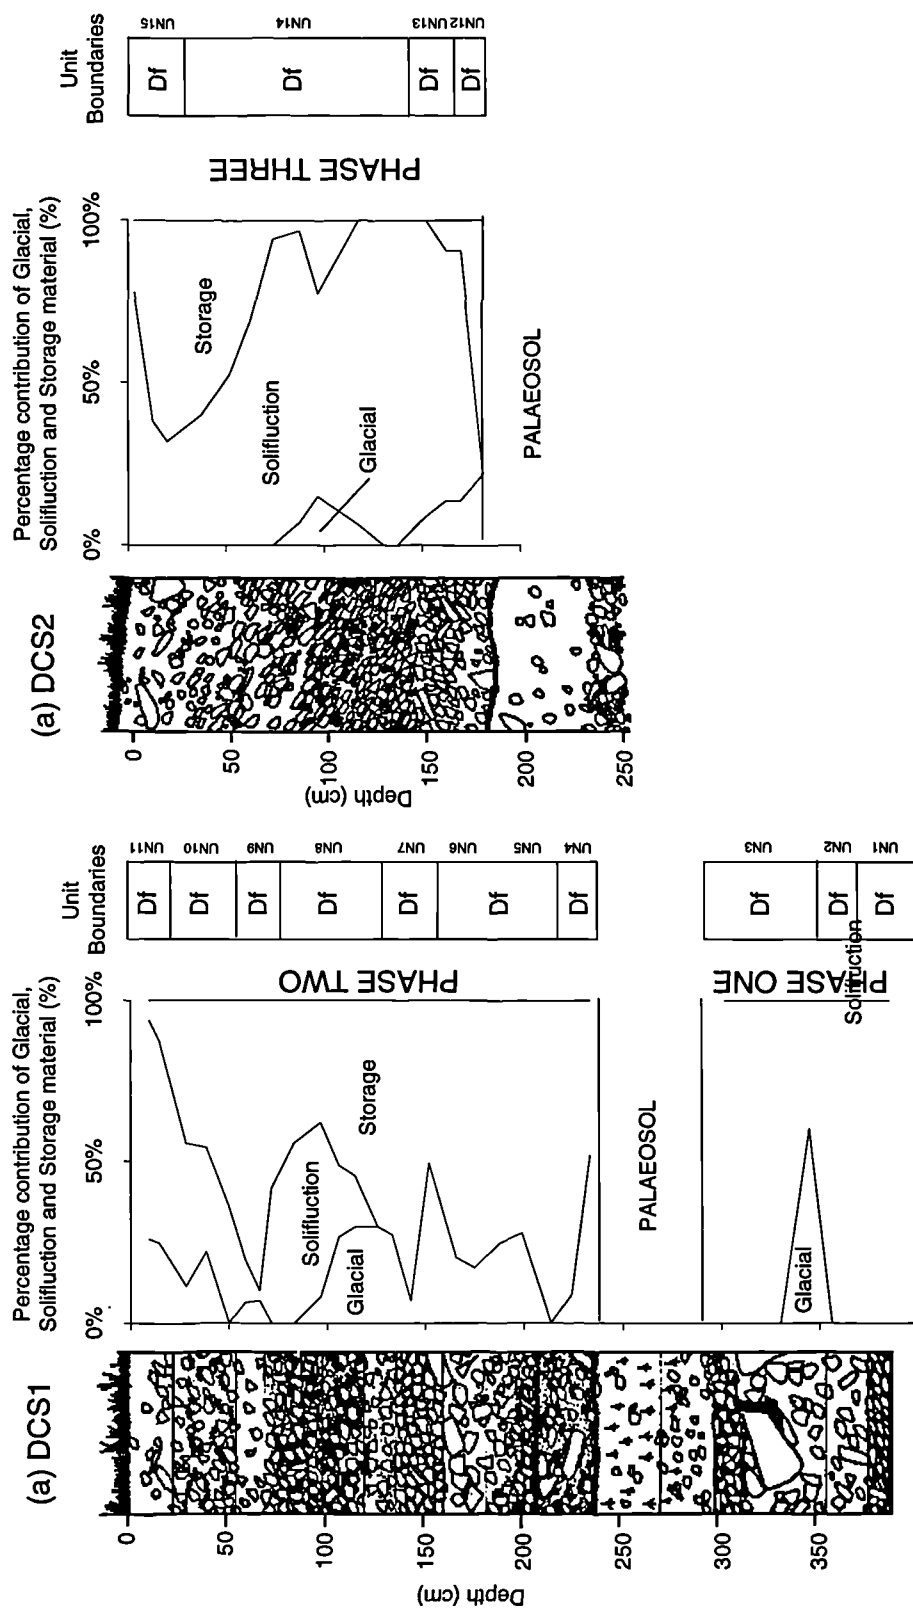 (a) DCS1
Depth (cm)
0
50
100
150
200
250
300
350
Percentage contribution of Glacial,
Solifluction and Storage material (%)
0%
50%
100%
Storage
Solifluction
Glacial
PALAEOSOL
Glacial
Solifluction
PHASE TWO
PHASE ONE
Unit
Boundaries
Df
Df
Df
Df
Df
Df
Df
Df
Df
Df
UN11
UN10
UN9
UN8
UN7
UN6
UN5
UN4
UN3
UN2
UN1
(a) DCS2
Depth (cm)
0
50
100
150
200
250
Percentage contribution of Glacial,
Solifluction and Storage material (%)
0%
50%
100%
Storage
Solifluction
Glacial
PALAEOSOL
PHASE THREE
Unit
Boundaries
Df
Df
Df
Df
UN15
UN14
UN13
UN12